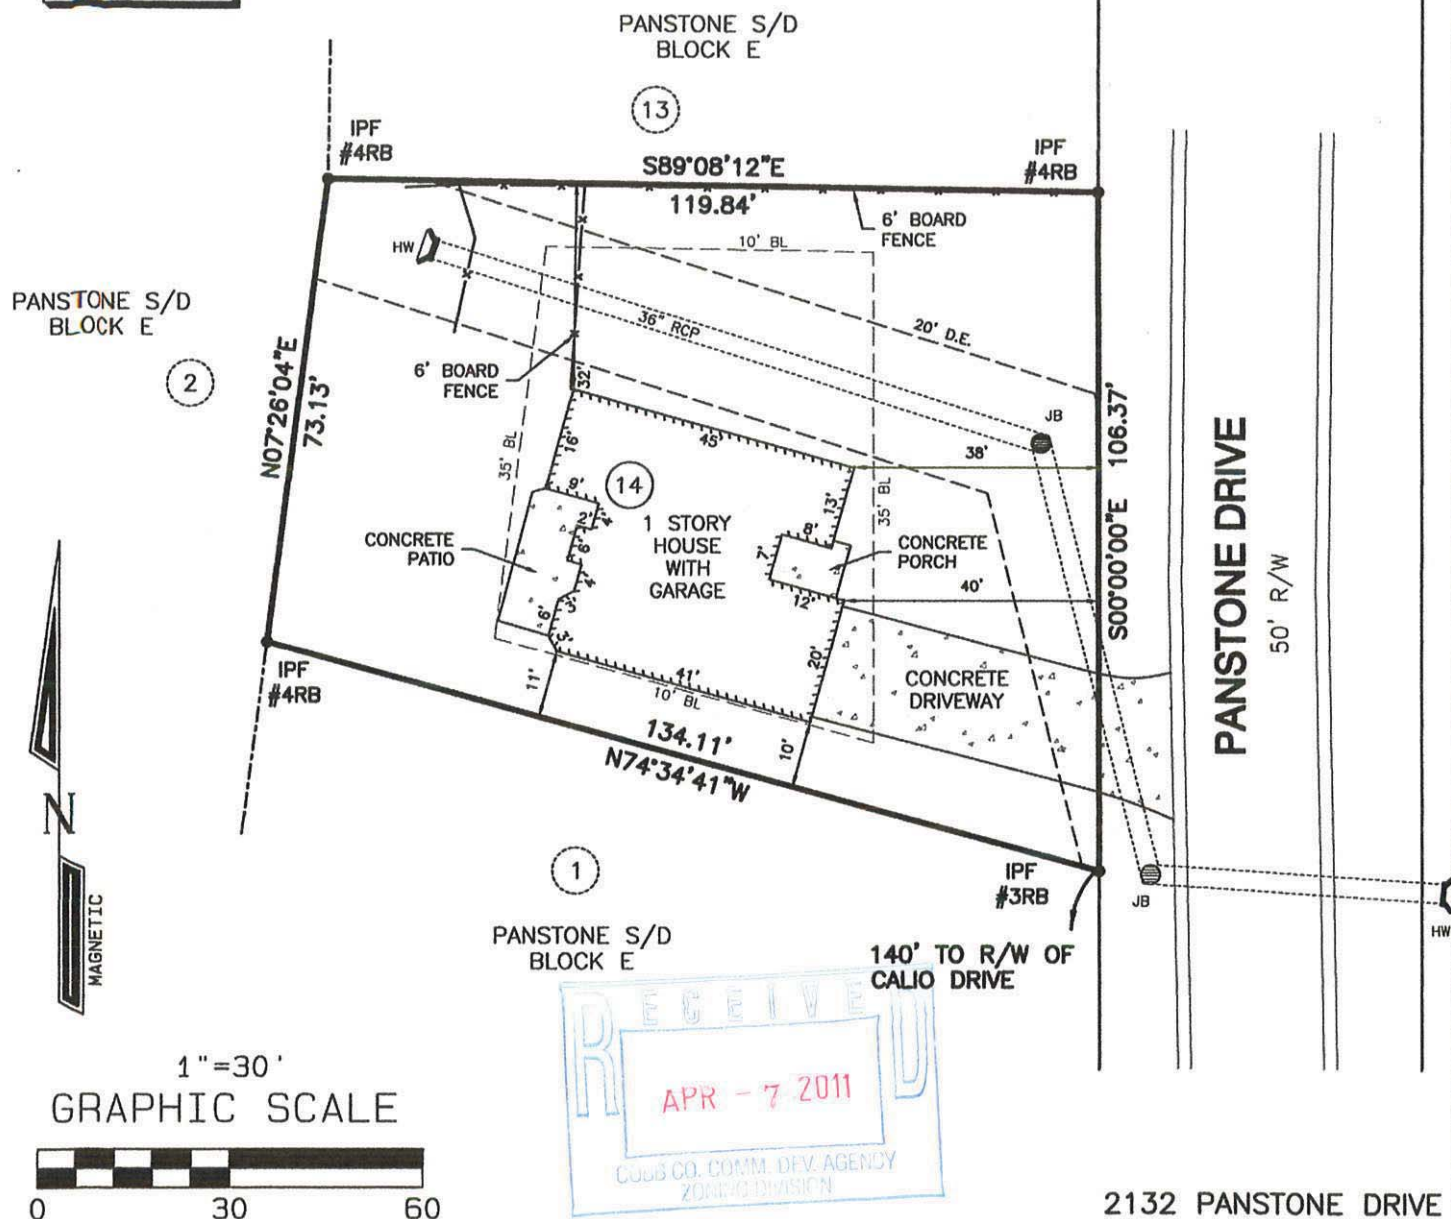 PANSTONE S/D
BLOCK E
13
IPF
#4RB
IPF
#4RB
S89°08'12"E
119.84'
6' BOARD
FENCE
10' BL
HW
PANSTONE S/D
BLOCK E
2
36" RCP
20' D.E.
6' BOARD
FENCE
N07°26'04"E
73.13'
32'
JB
106.37'
S00°00'00"E
45'
38'
16'
35' BL
35' BL
9'
14
13'
2'
4'
1 STORY
HOUSE
WITH
GARAGE
8'
CONCRETE
PATIO
6'
7'
CONCRETE
PORCH
4'
12'
40'
3'
6'
3'
PANSTONE DRIVE
50' R/W
20'
IPF
#4RB
11'
41'
10' BL
CONCRETE
DRIVEWAY
134.11'
N74°34'41"W
10'
N
MAGNETIC
1
IPF
#3RB
JB
HW
PANSTONE S/D
BLOCK E
140' TO R/W OF
CALIO DRIVE
RECEIVED
APR - 7 2011
COBB CO. COMM. DEV. AGENCY
ZONING DIVISION
1"=30'
GRAPHIC SCALE
0 30 60
2132 PANSTONE DRIVE